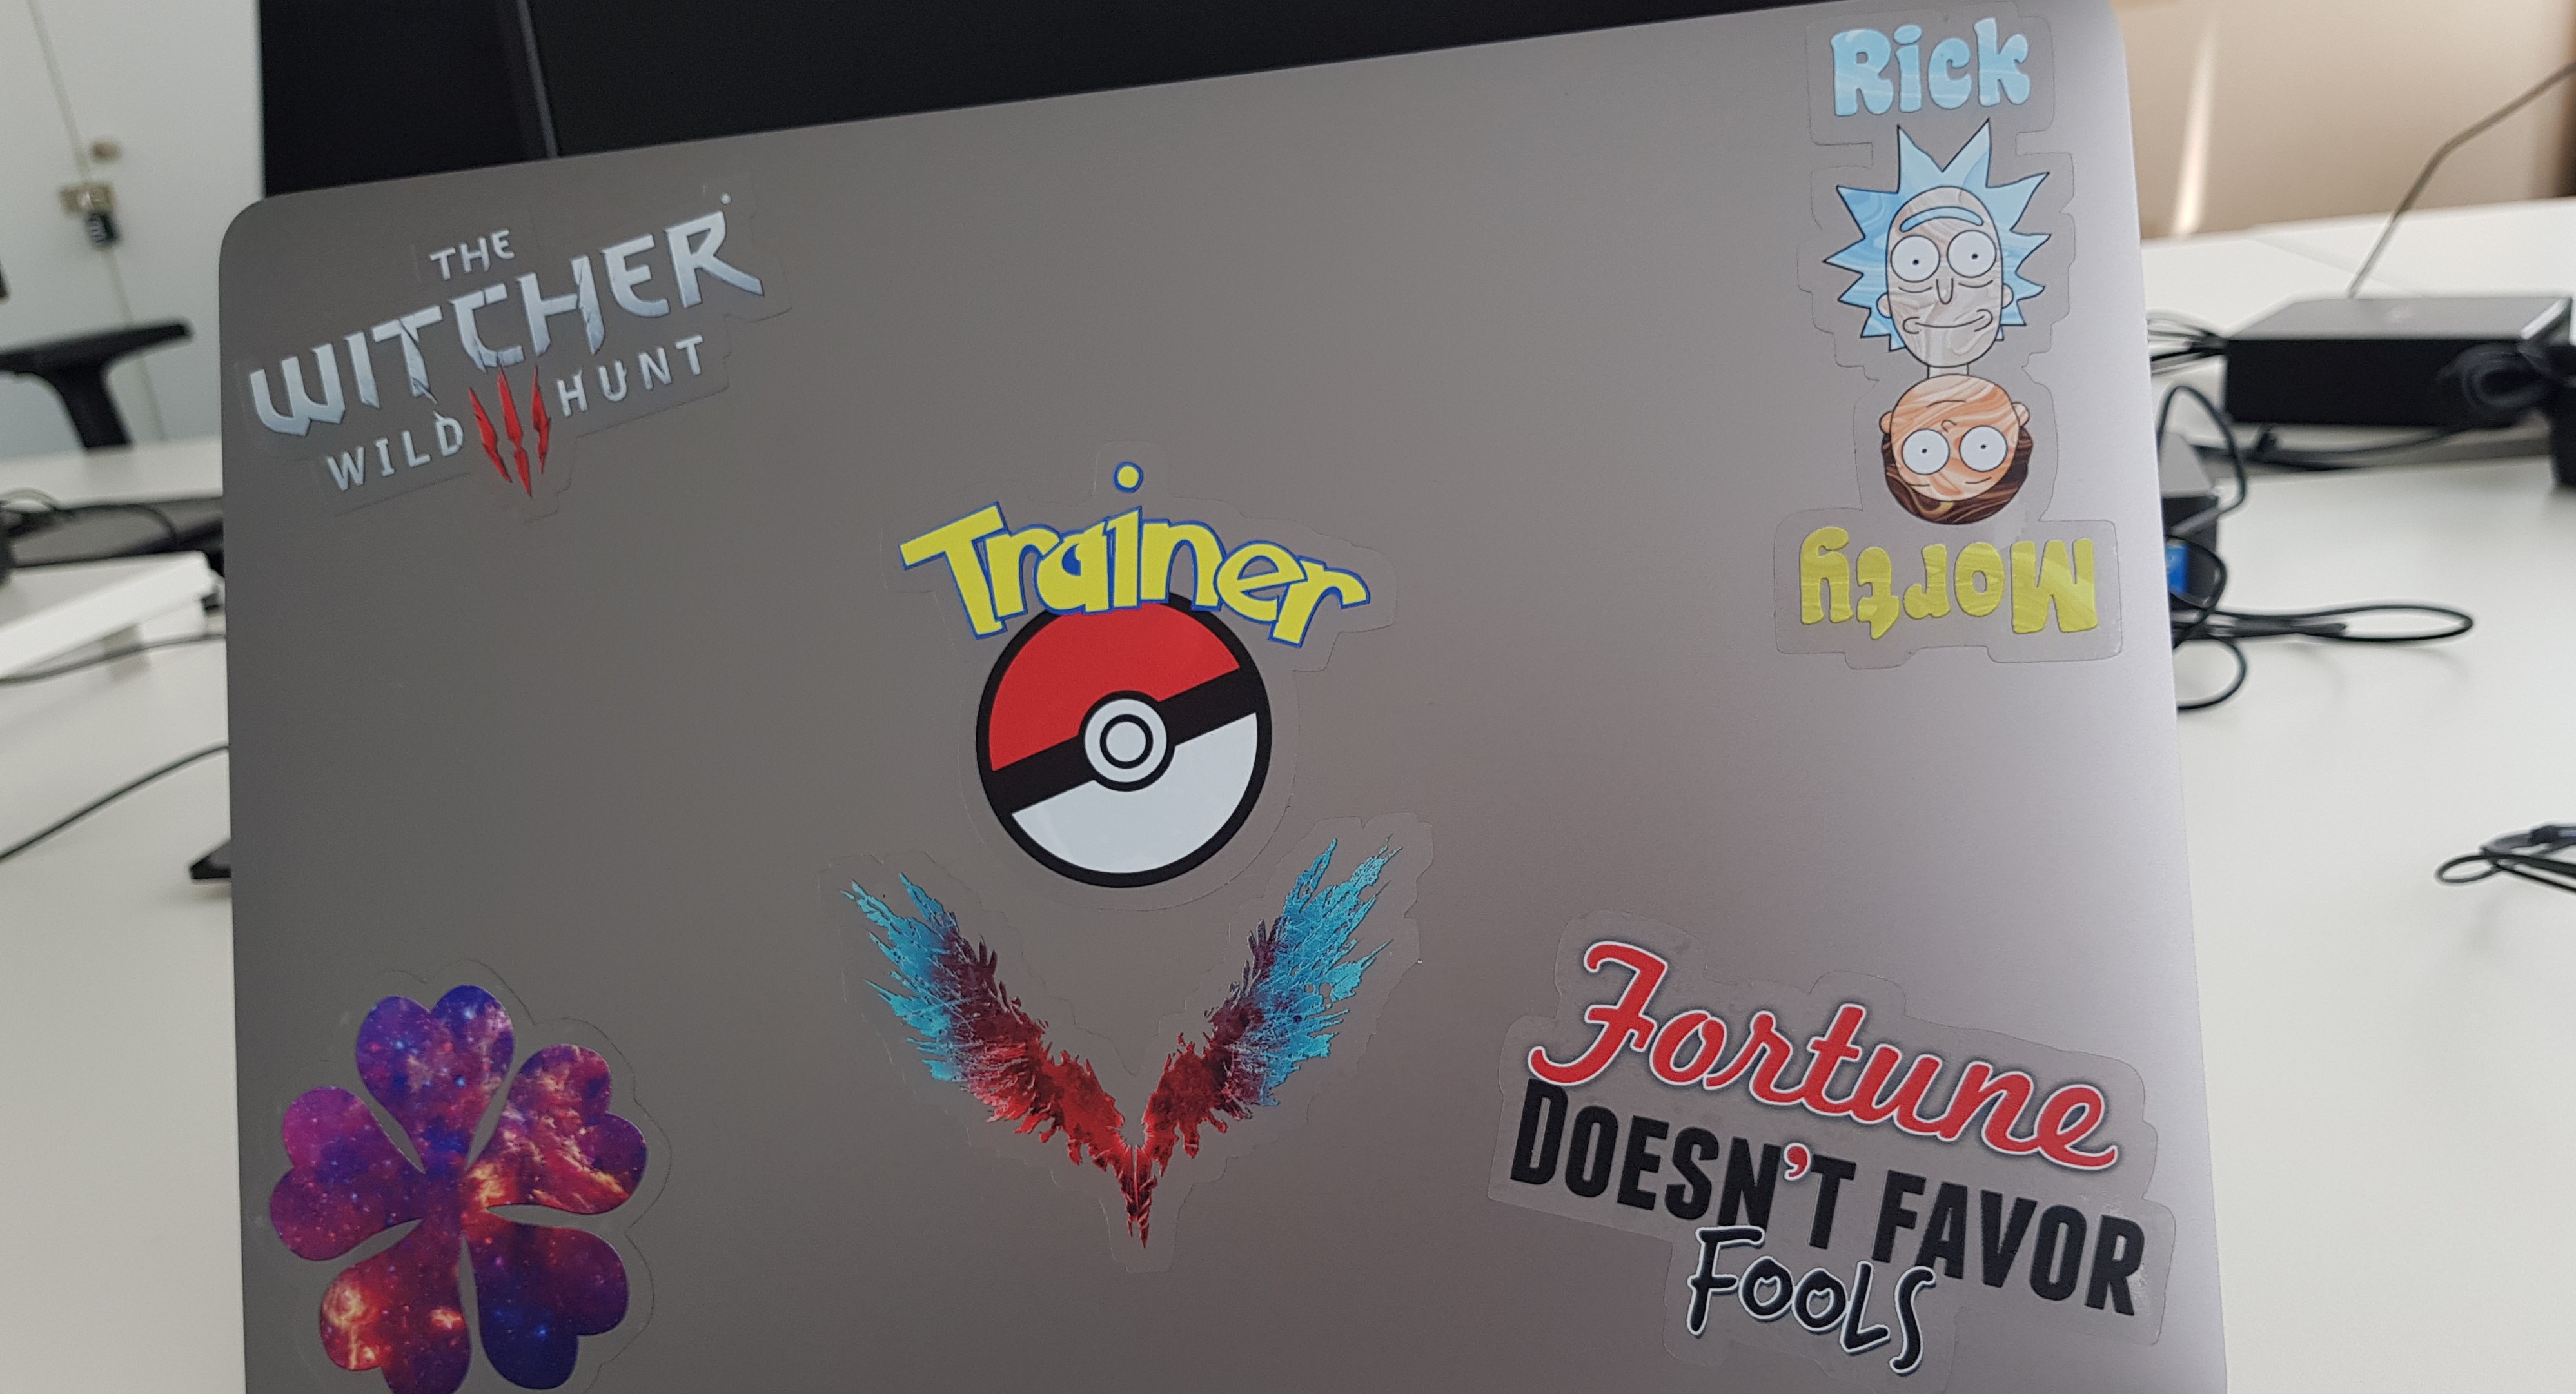 THE
WITCHER
WILD HUNT
Rick
Morty
Trainer
Fortune
DOESN'T FAVOR
FOOLS